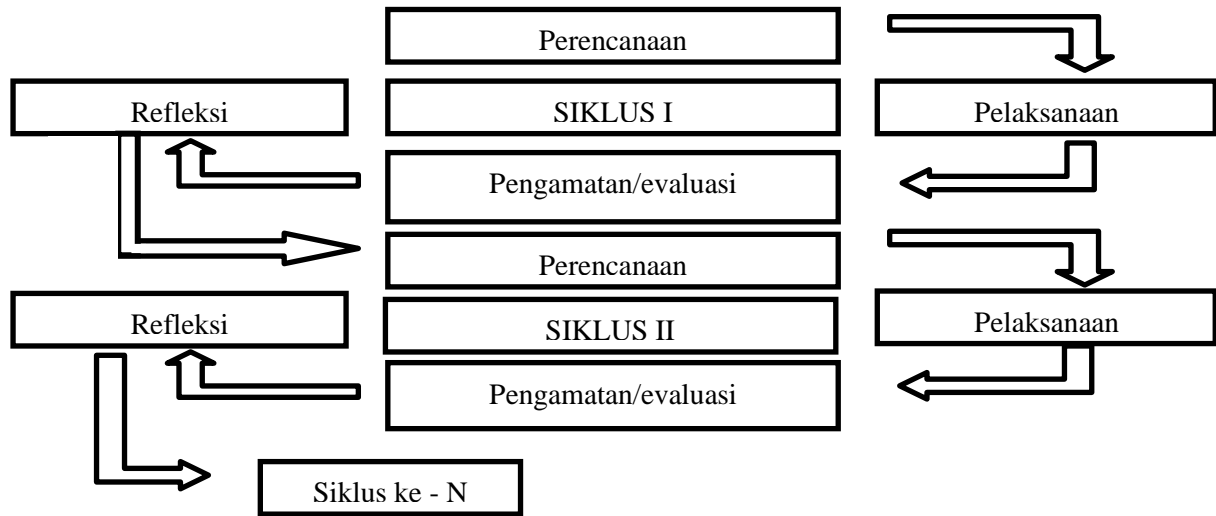 Perencanaan
Refleksi
SIKLUS I
Pelaksanaan
Pengamatan/evaluasi
Perencanaan
Refleksi
SIKLUS II
Pelaksanaan
Pengamatan/evaluasi
Siklus ke - N